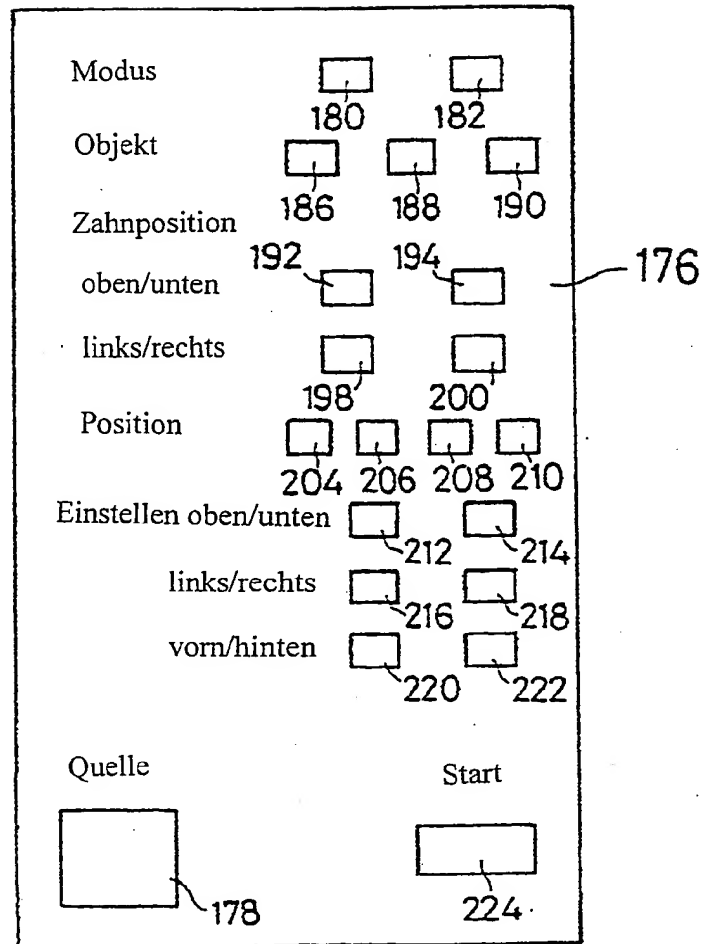 Modus
180 182
Objekt
186 188 190
Zahnposition
192 194
oben/unten 176
links/rechts
198 200
Position
204 206 208 210
Einstellen oben/unten
212 214
links/rechts
216 218
vorn/hinten
220 222
Quelle Start
178 224